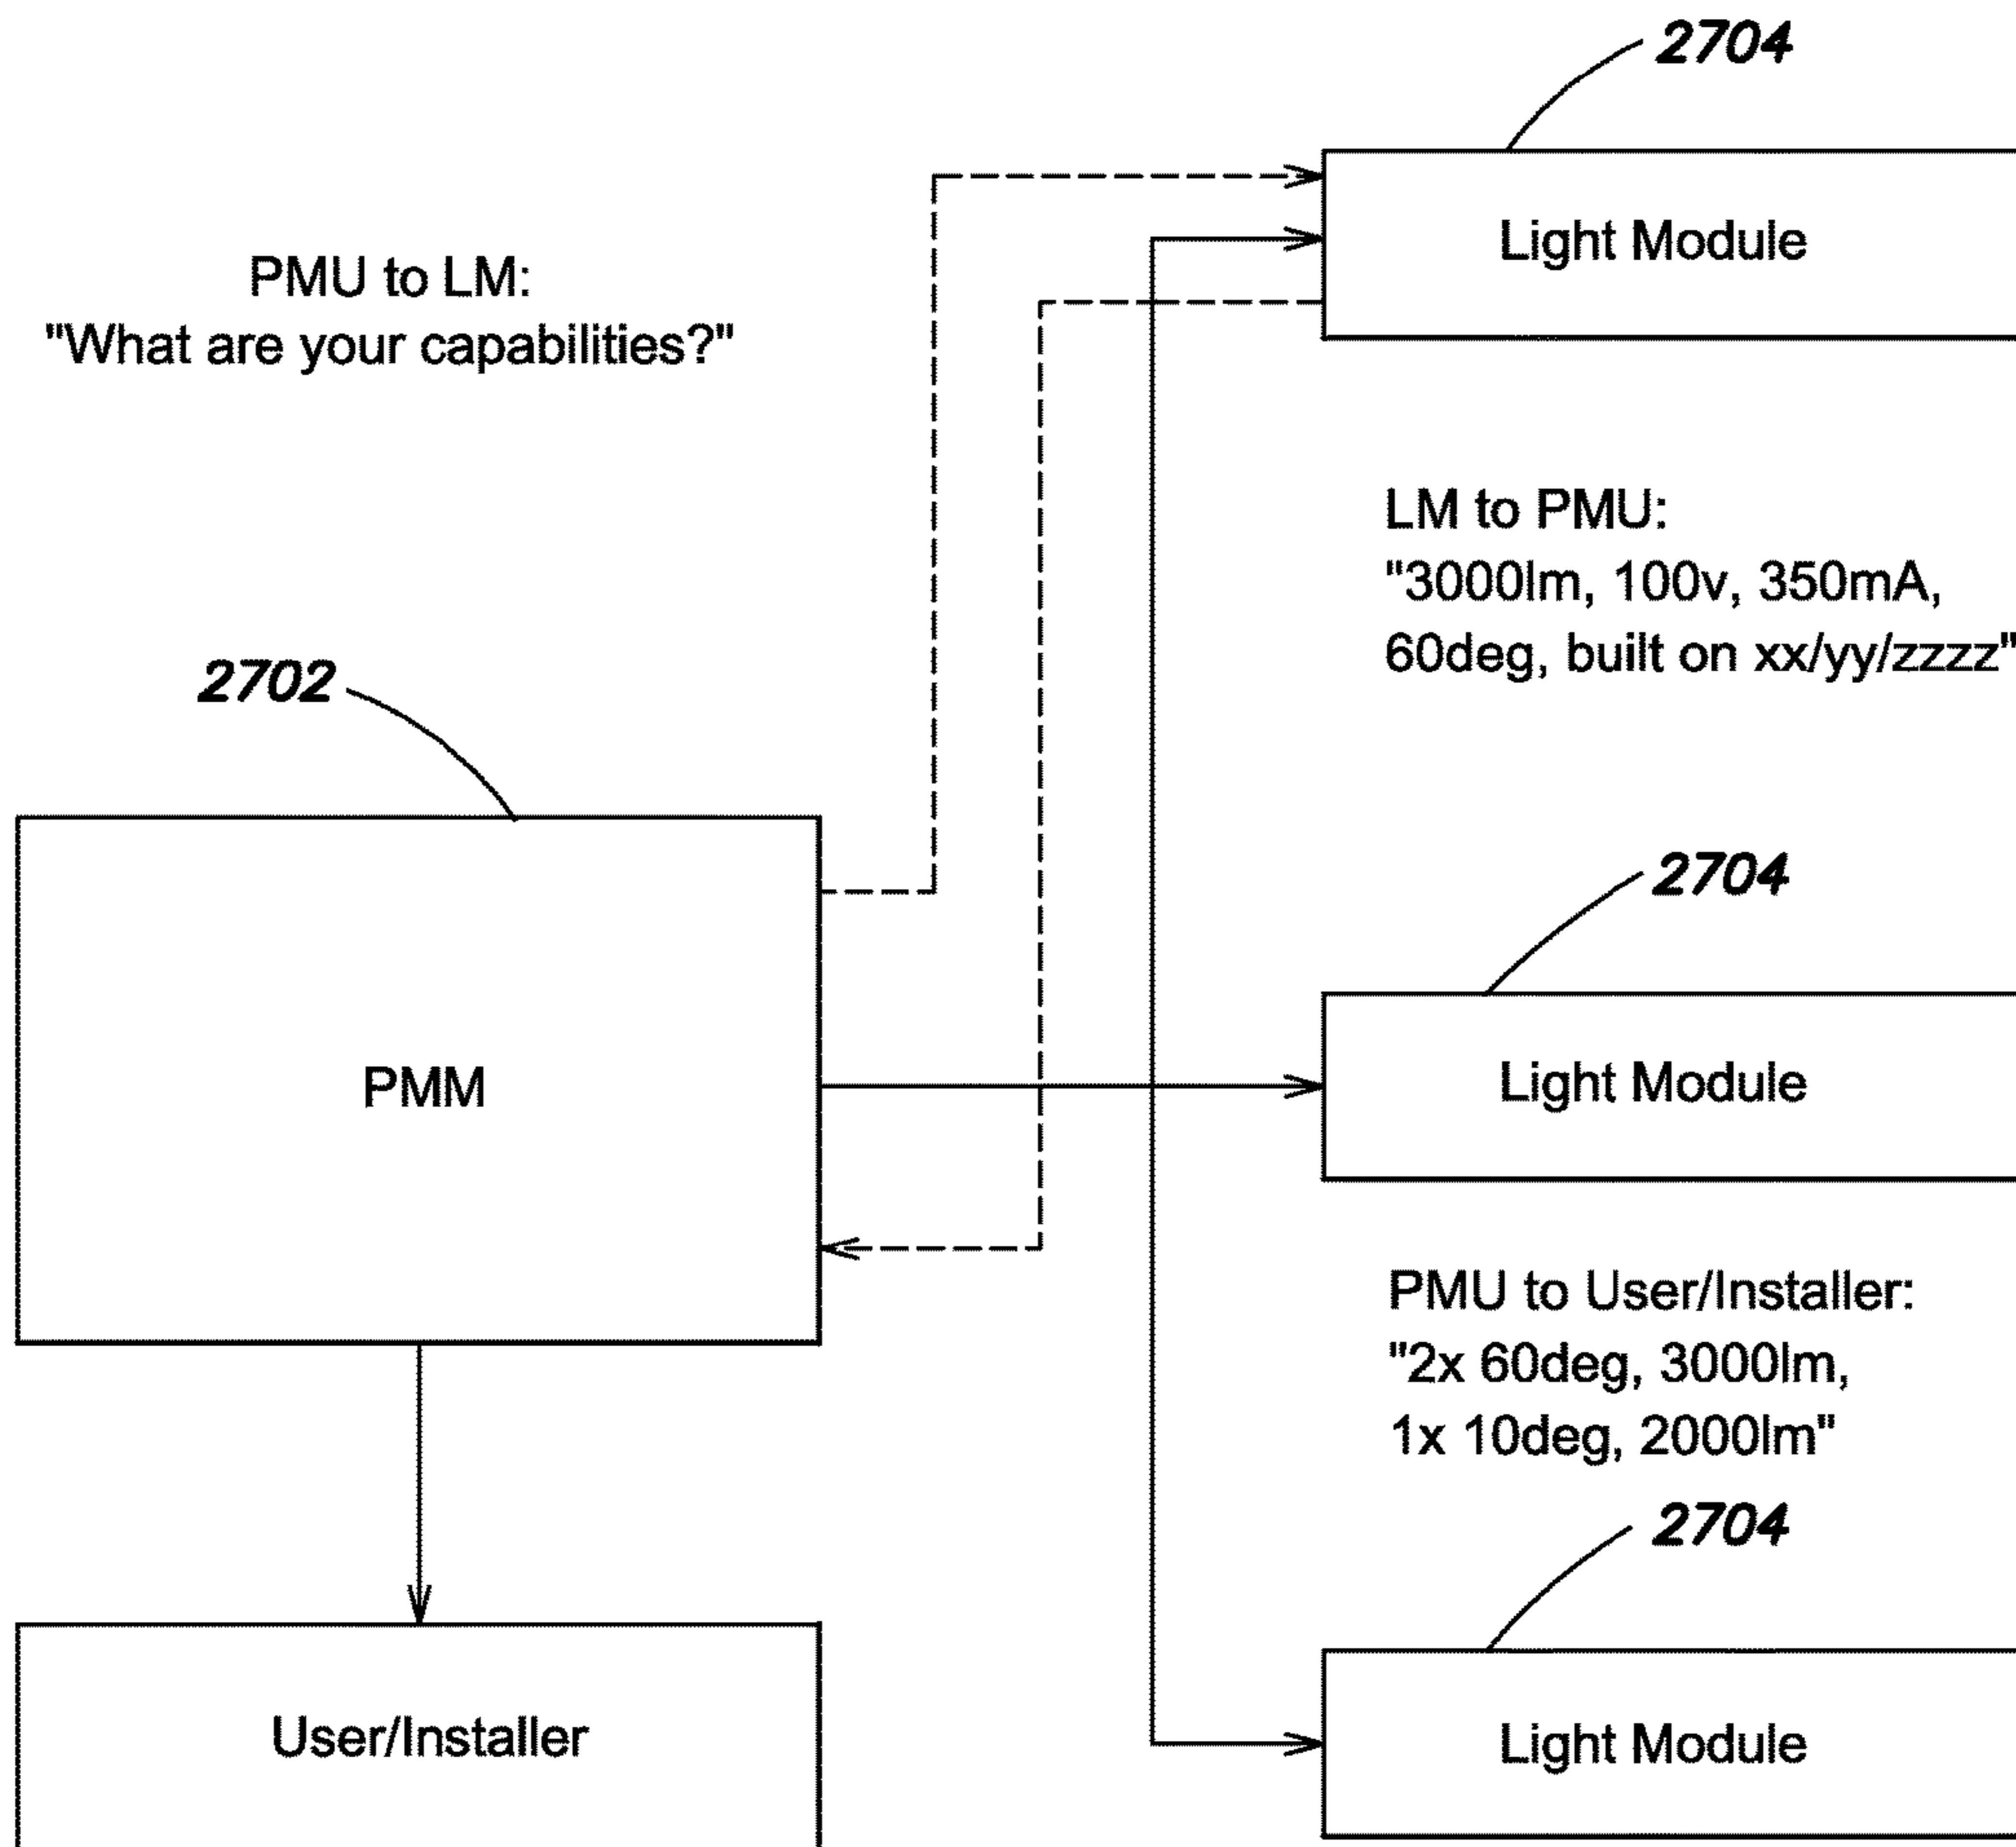 2704
Light Module
PMU to LM:
"What are your capabilities?"
LM to PMU:
"3000lm, 100v, 350mA,
60deg, built on xx/yy/zzzz"
2702
PMM
2704
Light Module
PMU to User/Installer:
"2x 60deg, 3000lm,
1x 10deg, 2000lm"
2704
User/Installer
Light Module